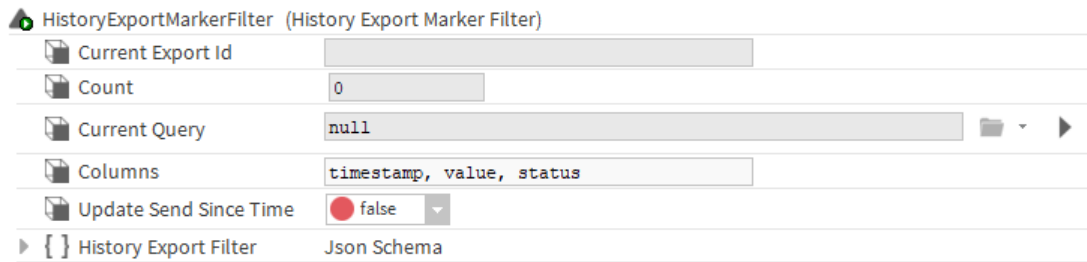 HistoryExportMarkerFilter (History Export Marker Filter)
Current Export Id
Count 0
Current Query null
Columns timestamp, value, status
Update Send Since Time false
{ } History Export Filter Json Schema